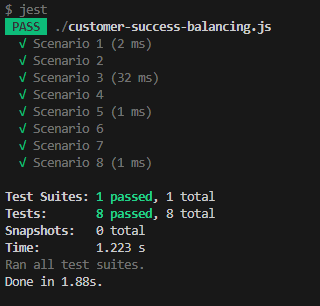 $ jest
PASS ./customer-success-balancing.js
√ Scenario 1 (2 ms)
√ Scenario 2
√ Scenario 3 (32 ms)
√ Scenario 4
√ Scenario 5 (1 ms)
√ Scenario 6
√ Scenario 7
√ Scenario 8 (1 ms)
Test Suites: 1 passed, 1 total
Tests: 8 passed, 8 total
Snapshots: 0 total
Time: 1.223 s
Ran all test suites.
Done in 1.88s.